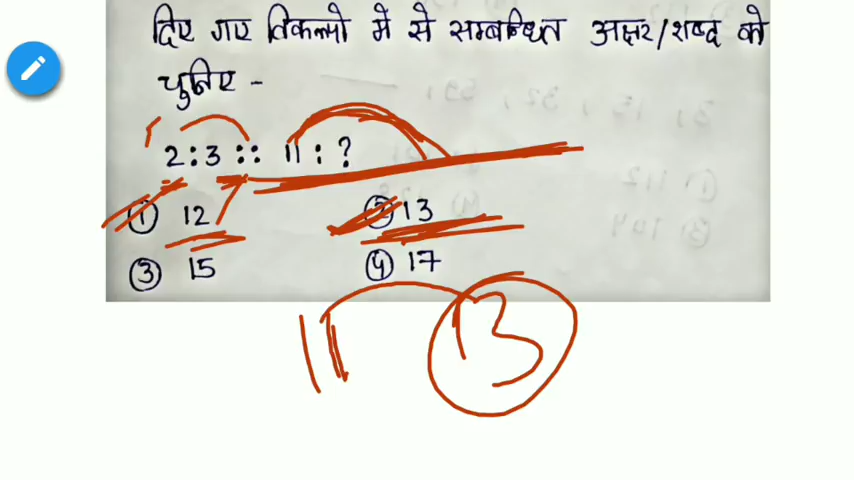 दिए गए विकल्पो में से सम्बन्धित अक्षर/शब्द को
चुनिए -
2 : 3 :: 11 : ?
① 12 ② 13
③ 15 ④ 17
11 13